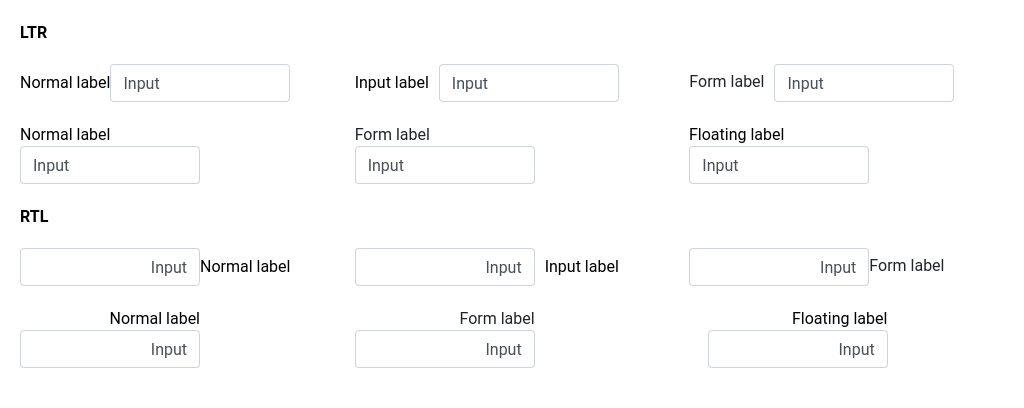 LTR
Normal label Input Input label Input Form label Input
Normal label Form label Floating label
Input Input Input
RTL
Input Normal label Input Input label Input Form label
Normal label Form label Floating label
Input Input Input